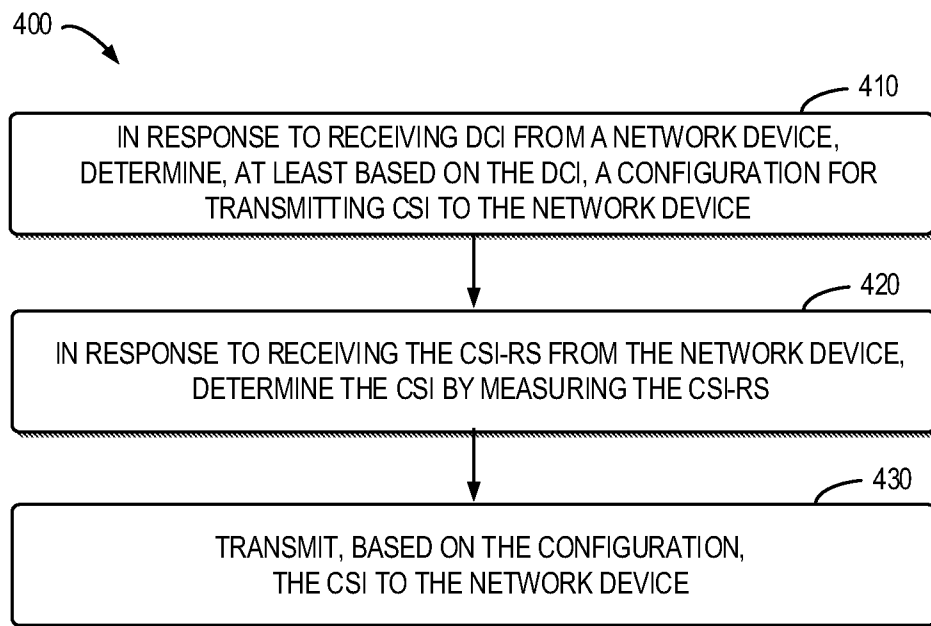 400
410
IN RESPONSE TO RECEIVING DCI FROM A NETWORK DEVICE,
DETERMINE, AT LEAST BASED ON THE DCI, A CONFIGURATION FOR
TRANSMITTING CSI TO THE NETWORK DEVICE
420
IN RESPONSE TO RECEIVING THE CSI-RS FROM THE NETWORK DEVICE,
DETERMINE THE CSI BY MEASURING THE CSI-RS
430
TRANSMIT, BASED ON THE CONFIGURATION,
THE CSI TO THE NETWORK DEVICE